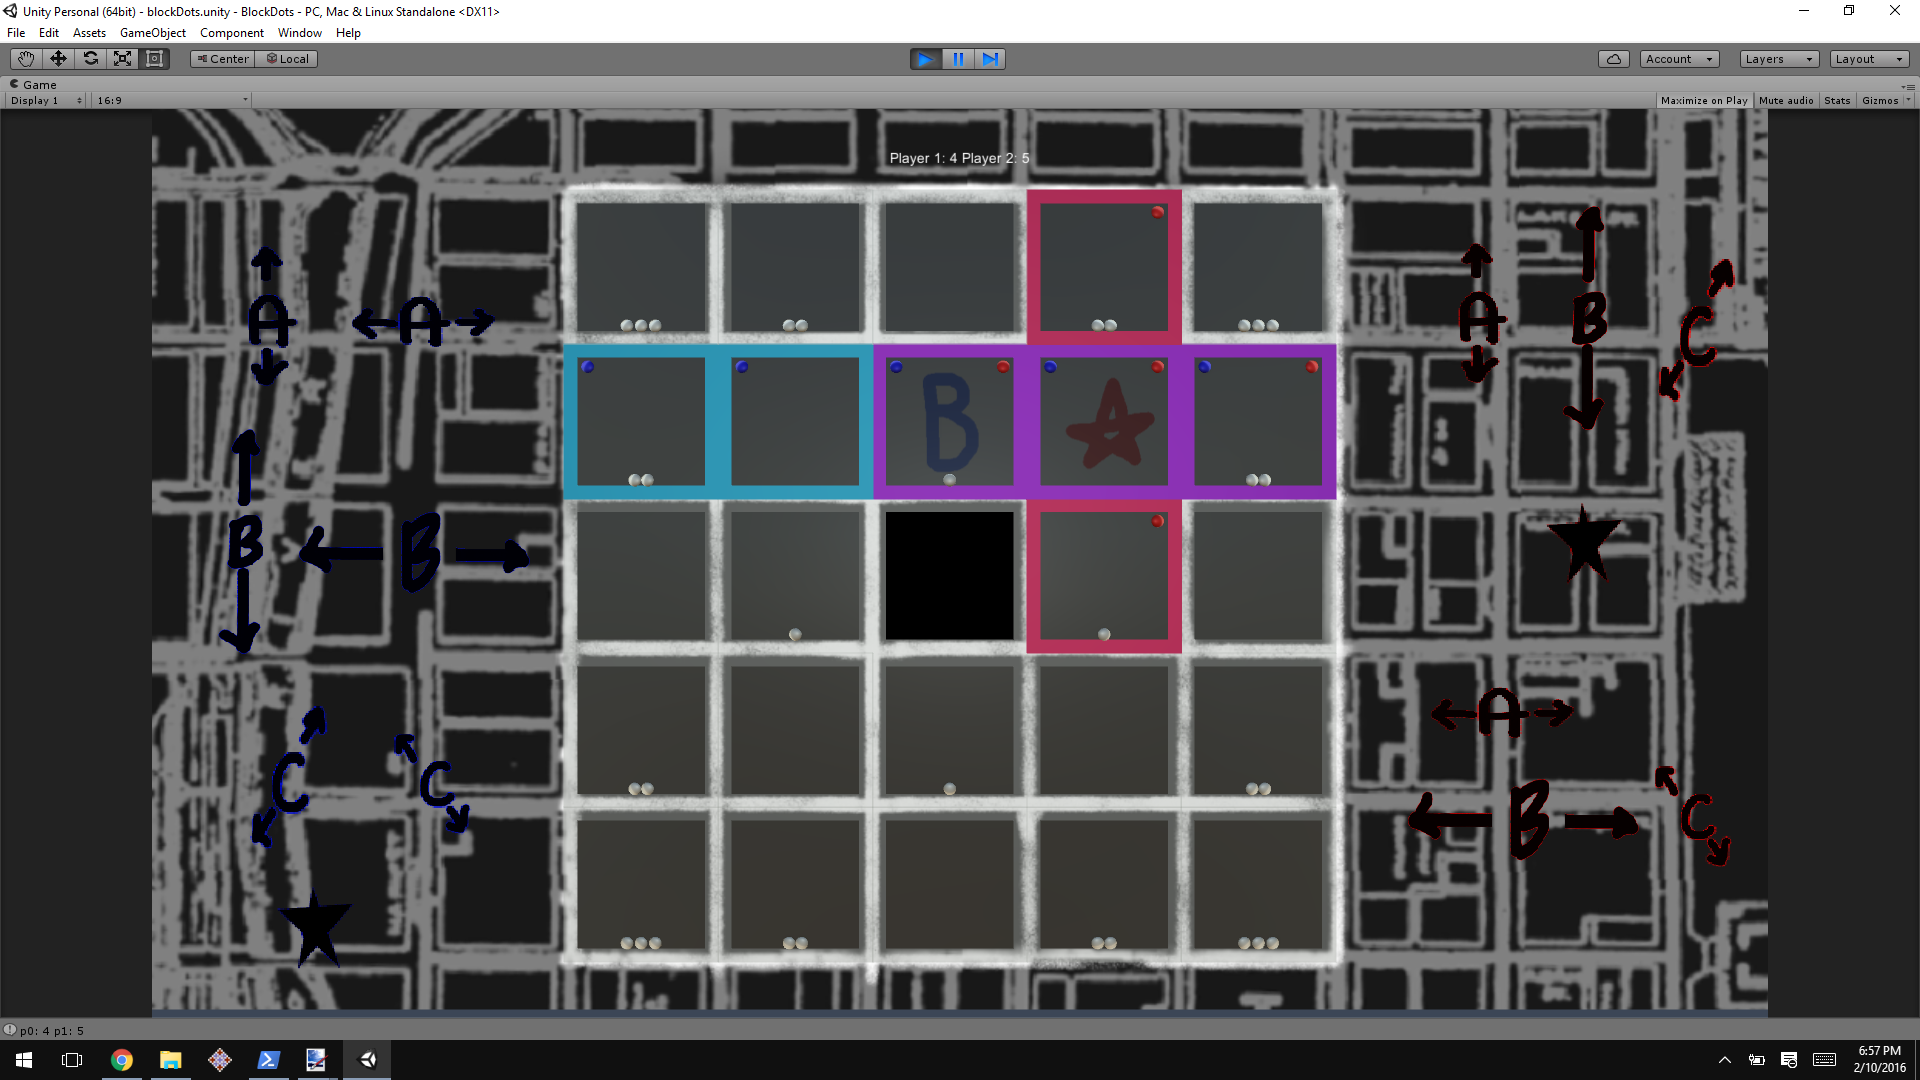 Unity Personal (64bit) - blockDots.unity - BlockDots - PC, Mac & Linux Standalone <DX11>
File Edit Assets GameObject Component Window Help
Center Local Account Layers Layout
Game
Display 1 16:9 Maximize on Play Mute audio Stats Gizmos
Player 1: 4 Player 2: 5
A A A B C
B
B B
A
C C B C
p0: 4 p1: 5
6:57 PM
2/10/2016